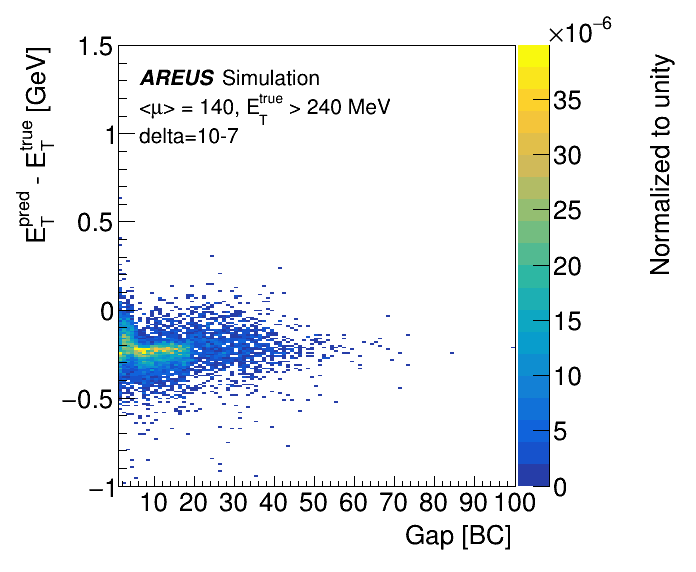 ×10⁻⁶
1.5
1
0.5
0
−0.5
−1
E_T^pred - E_T^true [GeV]
AREUS Simulation
<μ> = 140, E_T^true > 240 MeV
delta=10-7
10 20 30 40 50 60 70 80 90 100
Gap [BC]
35
30
25
20
15
10
5
0
Normalized to unity